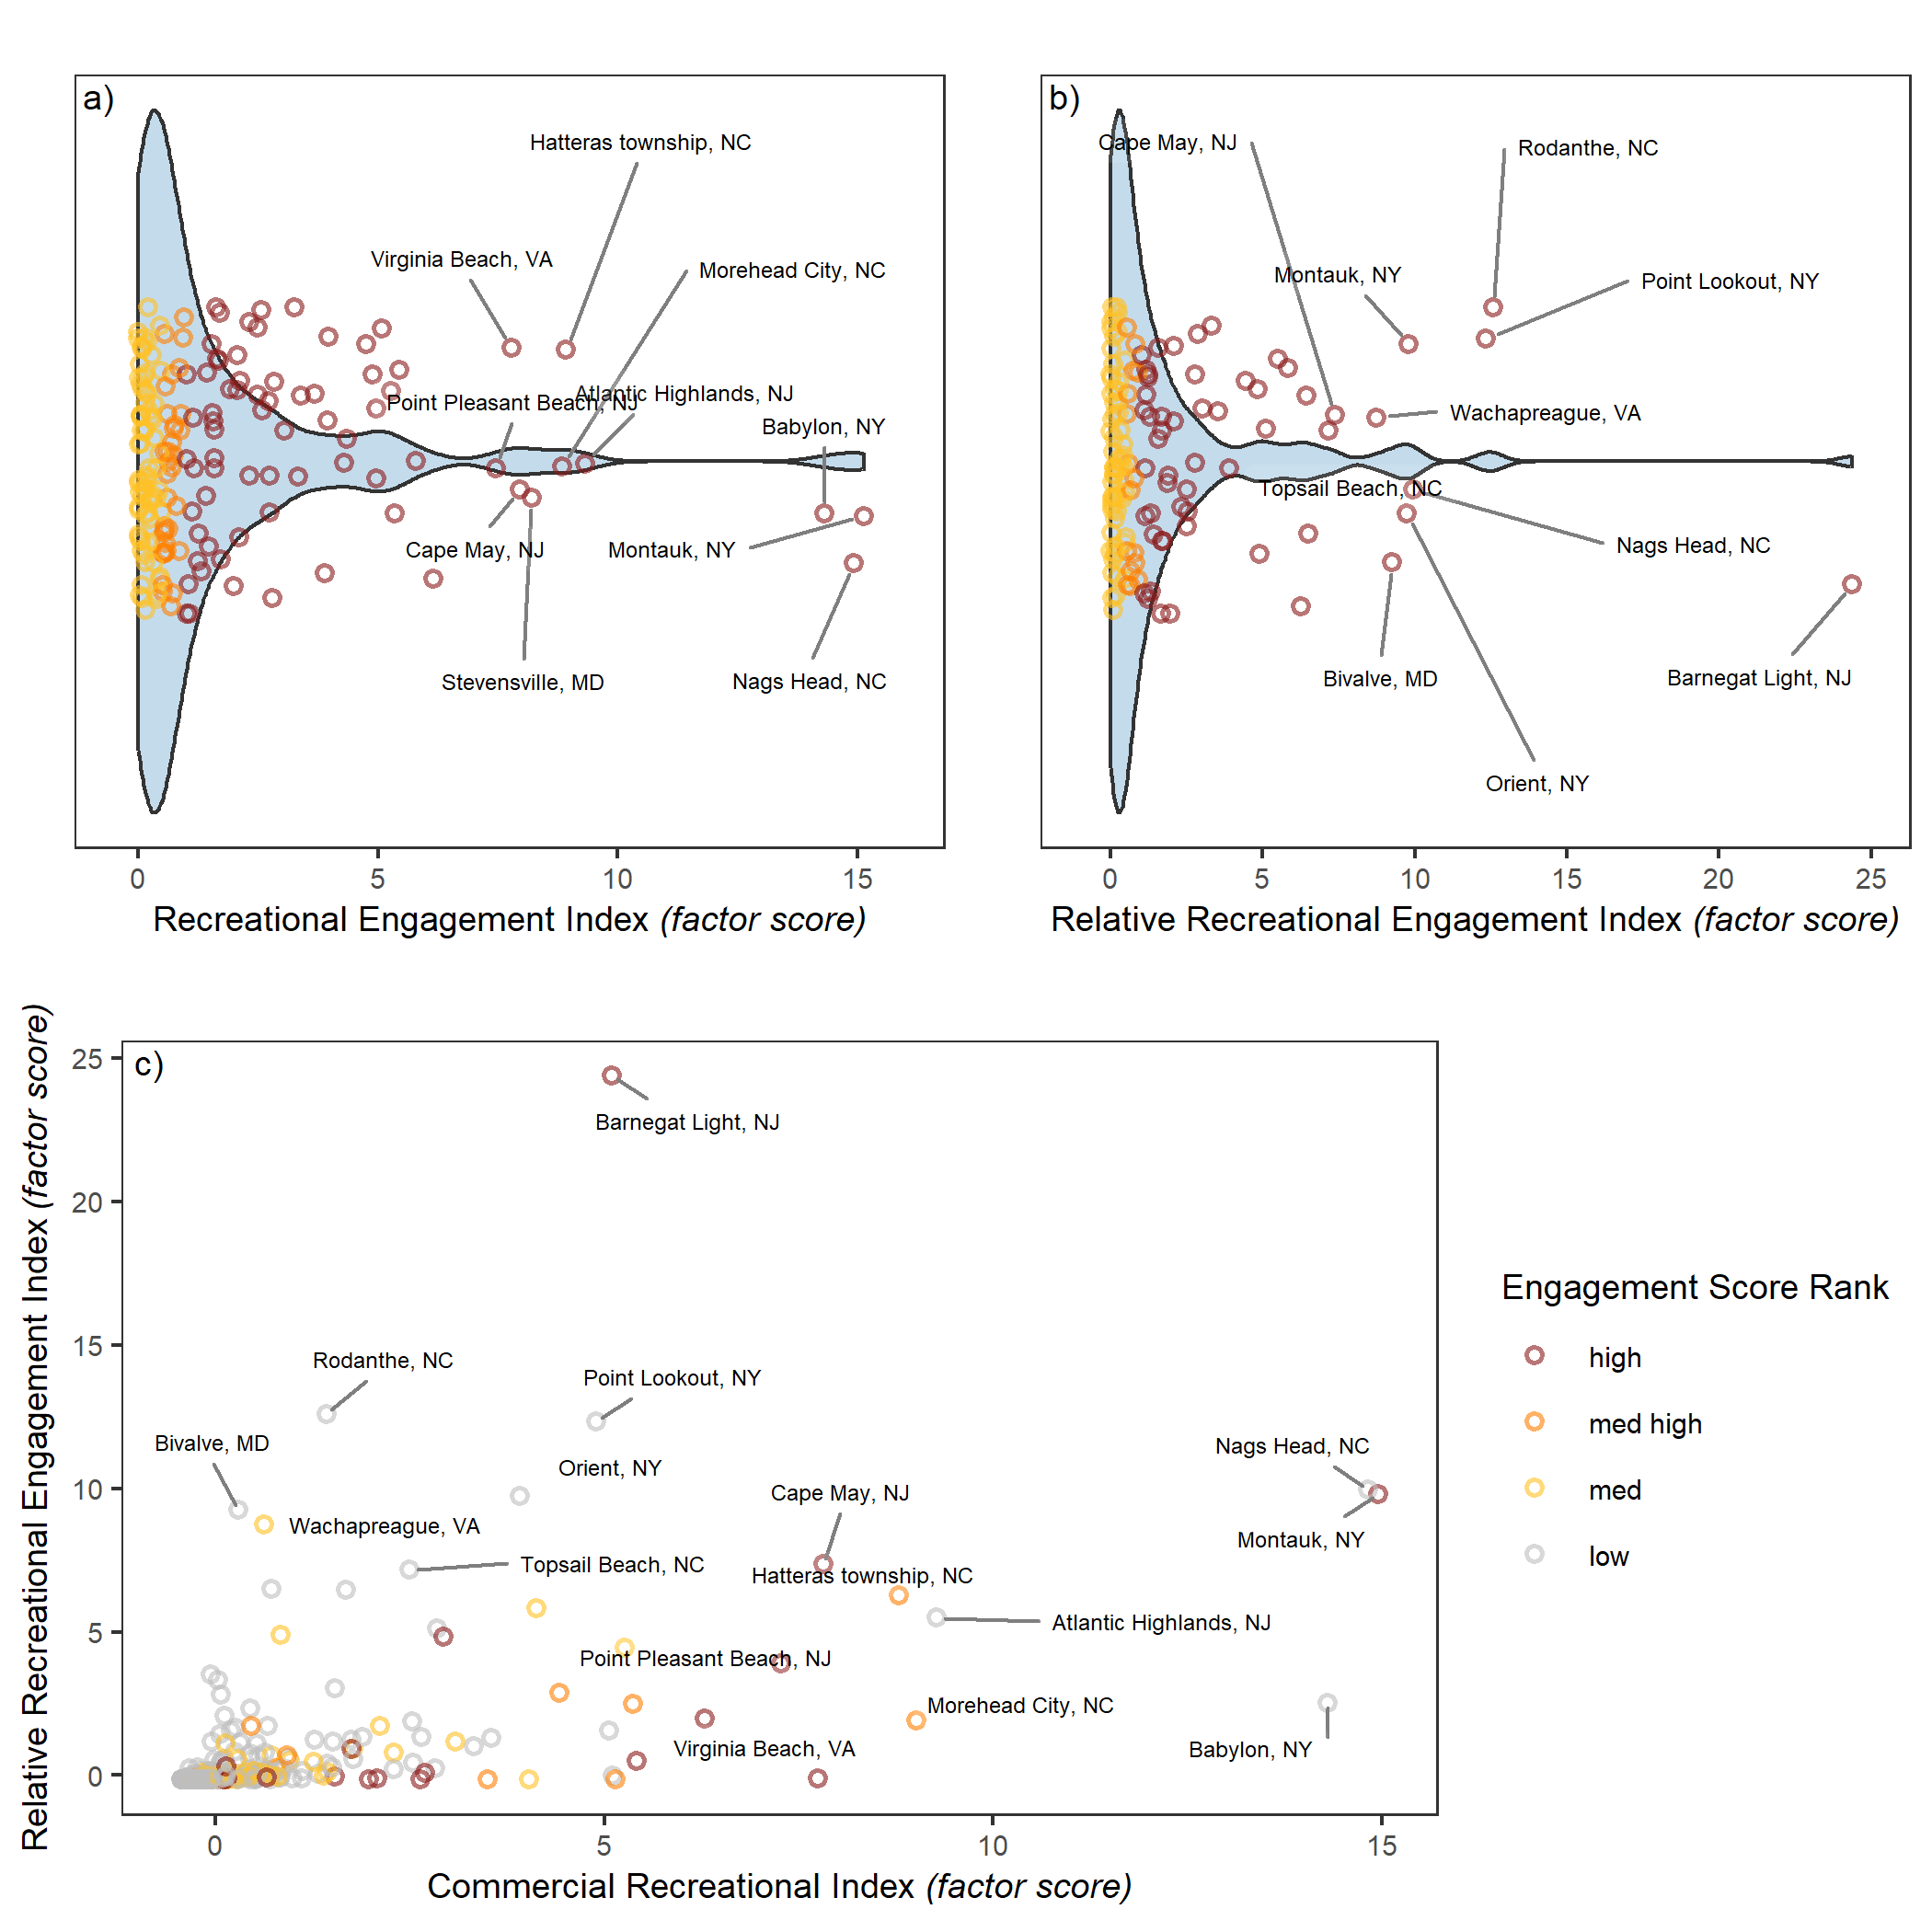 a)
Hatteras township, NC
Virginia Beach, VA
Morehead City, NC
Point Pleasant Beach, NJ
Atlantic Highlands, NJ
Babylon, NY
Cape May, NJ
Montauk, NY
Stevensville, MD
Nags Head, NC
0 5 10 15
Recreational Engagement Index (factor score)
b)
Cape May, NJ
Rodanthe, NC
Montauk, NY
Point Lookout, NY
Wachapreague, VA
Topsail Beach, NC
Nags Head, NC
Bivalve, MD
Barnegat Light, NJ
Orient, NY
0 5 10 15 20 25
Relative Recreational Engagement Index (factor score)
c)
Relative Recreational Engagement Index (factor score)
25
20
15
10
5
0
Barnegat Light, NJ
Rodanthe, NC
Point Lookout, NY
Bivalve, MD
Nags Head, NC
Orient, NY
Cape May, NJ
Wachapreague, VA
Montauk, NY
Topsail Beach, NC
Hatteras township, NC
Atlantic Highlands, NJ
Point Pleasant Beach, NJ
Morehead City, NC
Virginia Beach, VA
Babylon, NY
0 5 10 15
Commercial Recreational Index (factor score)
Engagement Score Rank
high
med high
med
low